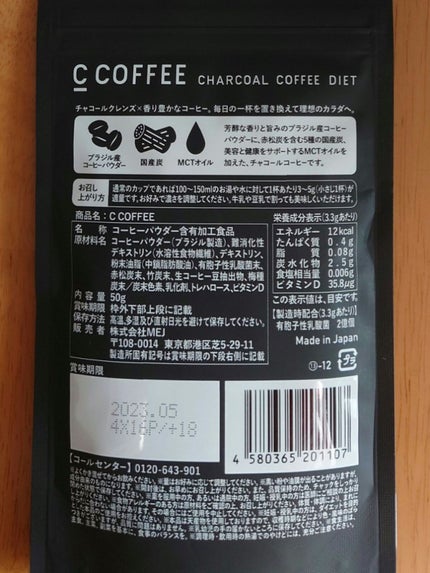 C COFFEE CHARCOAL COFFEE DIET
チャコールクレンズ×香り豊かなコーヒー。毎日の一杯を置き換えて理想のカラダへ。
ブラジル産
コーヒーパウダー
国産炭
MCTオイル
芳醇な香りと旨みのブラジル産コーヒー
パウダーに、赤松炭を含む5種の国産炭、
美容と健康をサポートするMCTオイルを
加えた、チャコールコーヒーです。
お召し
上がり方
通常のカップであれば100〜150mlのお湯や水に対して1杯あたり3〜5g(小さじ1杯)が
適量です。お好みで濃さを調整してください。牛乳や豆乳で割っても美味しくいただけます。
商品名:C COFFEE
名称 コーヒーパウダー含有加工食品
原材料名 コーヒーパウダー(ブラジル製造)、難消化性
デキストリン(水溶性食物繊維)、デキストリン、
粉末油脂(中鎖脂肪酸油)、有胞子性乳酸菌末、
赤松炭末、竹炭末、生コーヒー豆抽出物、梅種
炭末/炭末色素、乳化剤、トレハロース、ビタミンD
内容量 50g
賞味期限 枠外下部上段に記載
保存方法 高温、多湿及び直射日光を避けて保存してください。
販売者 株式会社MEJ
〒108-0014 東京都港区芝5-29-11
製造所固有記号は賞味期限の下段右側に記載
栄養成分表示(3.3gあたり)
エネルギー 12kcal
たんぱく質 0.4g
脂質 0.08g
炭水化物 2.5g
食塩相当量 0.006g
ビタミンD 35.8μg
この表示値は、目安です。
【製造時配合(3.3gあたり)】
有胞子性乳酸菌 2億個
Made in Japan
⑬-12
プラ
賞味期限
2023.05
4X16P/+18
4 580365 201107
【コールセンター】0120-643-901